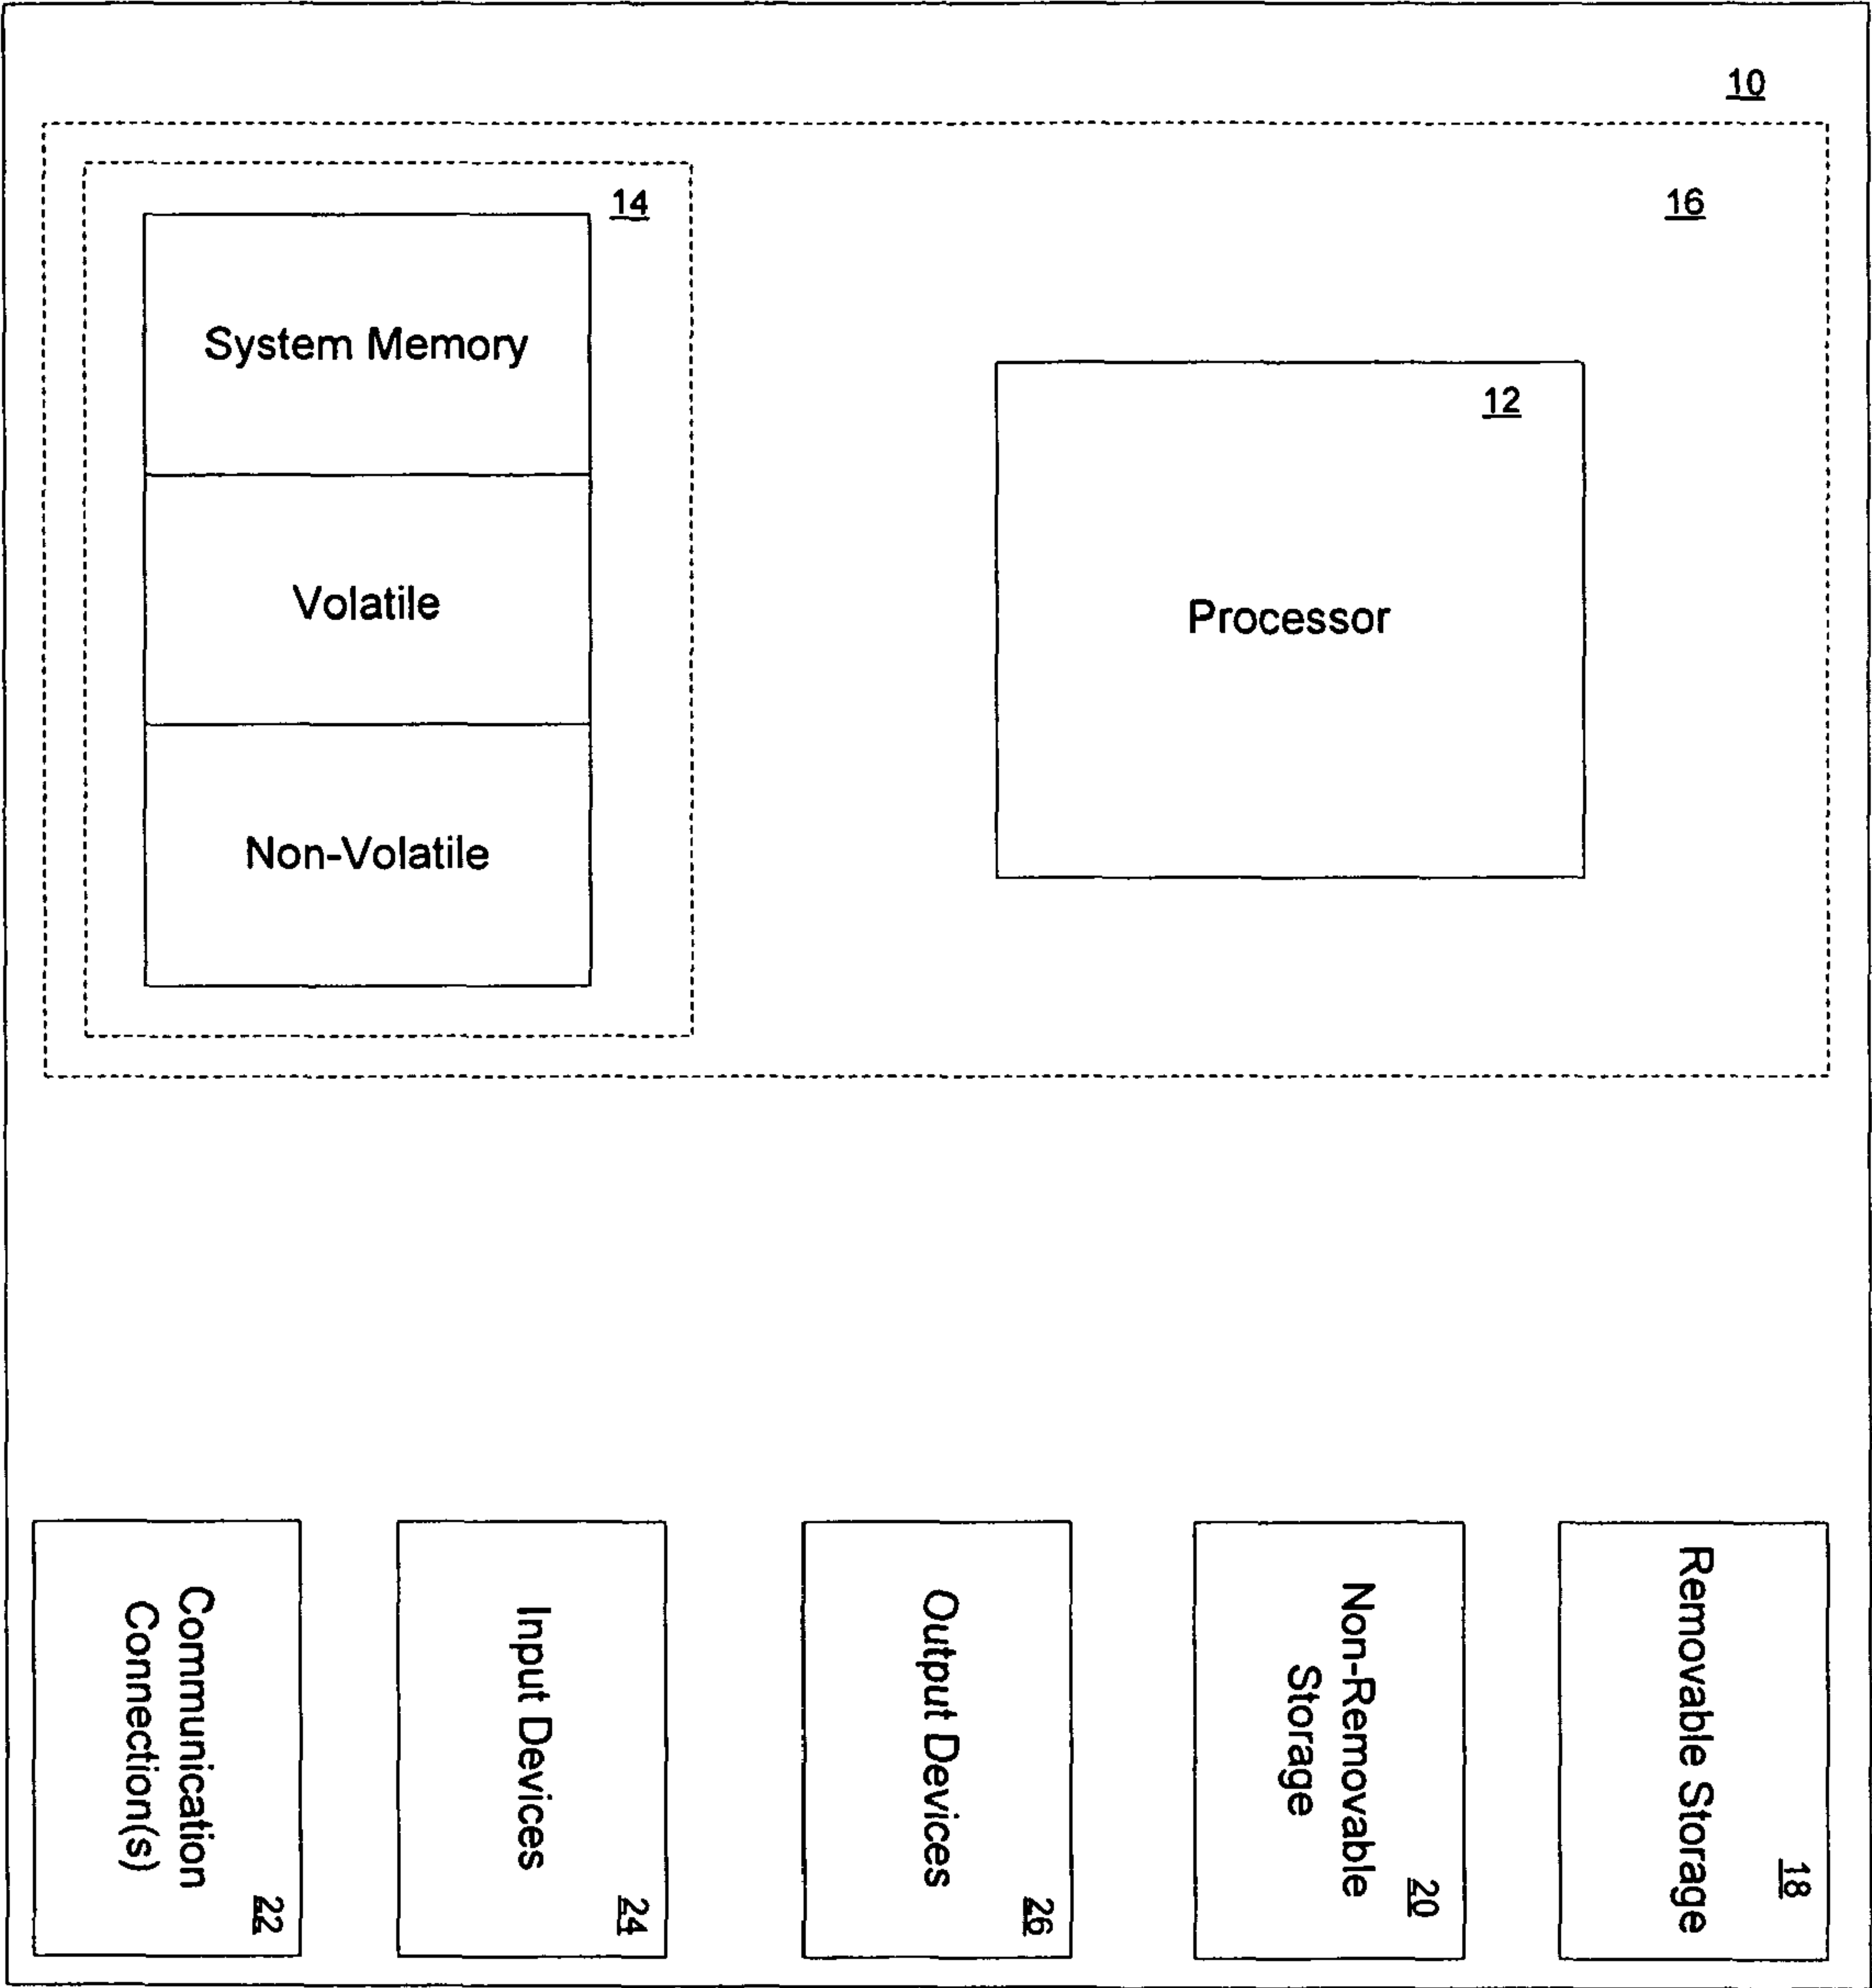 10
16
14
System Memory
Volatile
Non-Volatile
12
Processor
Communication
Connection(s)
22
Input Devices
24
Output Devices
26
Non-Removable
Storage
20
Removable Storage
18